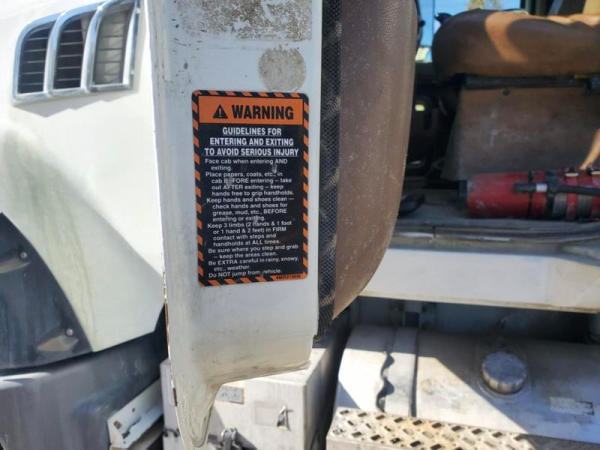 WARNING
GUIDELINES FOR
ENTERING AND EXITING
TO AVOID SERIOUS INJURY
Face cab when entering AND
exiting.
Place papers, coats, etc., in
cab BEFORE entering – take
out AFTER exiting – keep
hands free to grip handholds.
Keep hands and shoes clean –
check hands and shoes for
grease, mud, etc., BEFORE
entering or exiting.
Keep 3 limbs (2 hands & 1 foot
or 1 hand & 2 feet) in FIRM
contact with steps and
handholds at ALL times.
Be sure where you step and grab
– keep the areas clean.
Be EXTRA careful in rainy, snowy,
etc., weather.
Do NOT jump from vehicle.